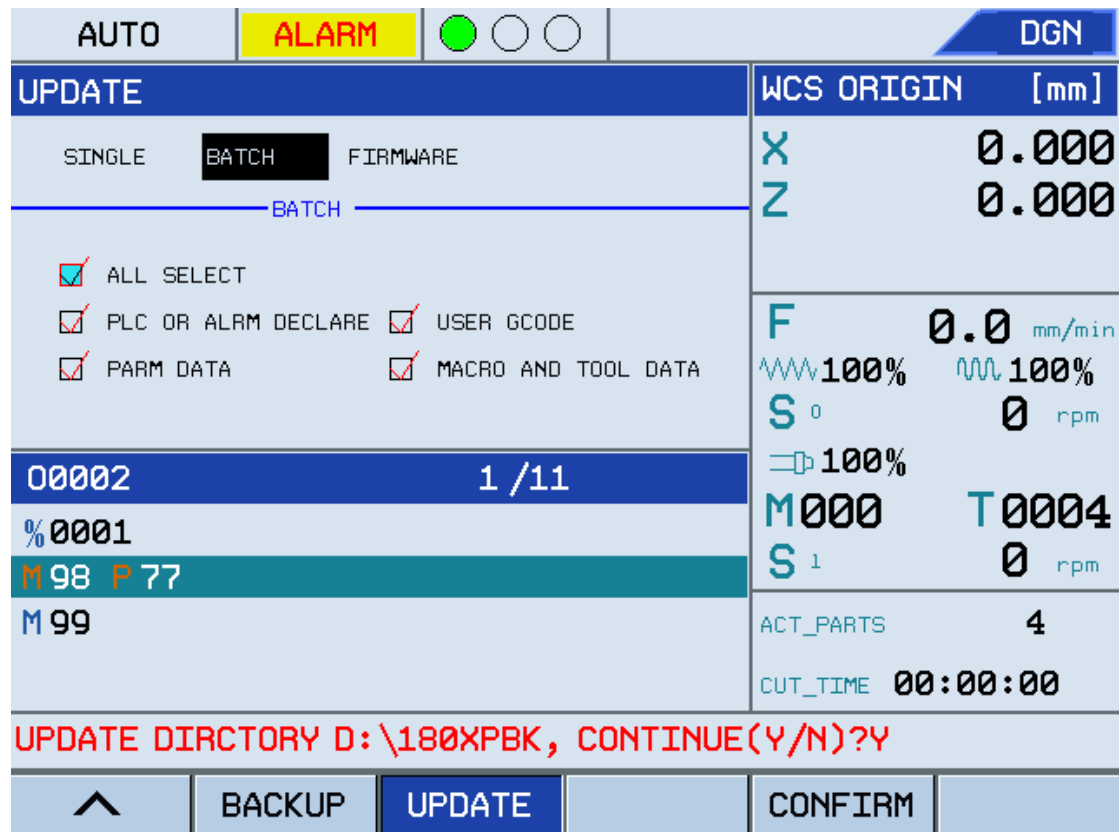 AUTO ALARM DGN
UPDATE
SINGLE BATCH FIRMWARE
BATCH
ALL SELECT
PLC OR ALRM DECLARE USER GCODE
PARM DATA MACRO AND TOOL DATA
O0002 1 /11
%0001
M98 P77
M99
WCS ORIGIN [mm]
X 0.000
Z 0.000
F 0.0 mm/min
100% 100%
S 0 0 rpm
100%
M000 T0004
S 1 0 rpm
ACT_PARTS 4
CUT_TIME 00:00:00
UPDATE DIRCTORY D:\180XPBK, CONTINUE(Y/N)?Y
BACKUP UPDATE CONFIRM